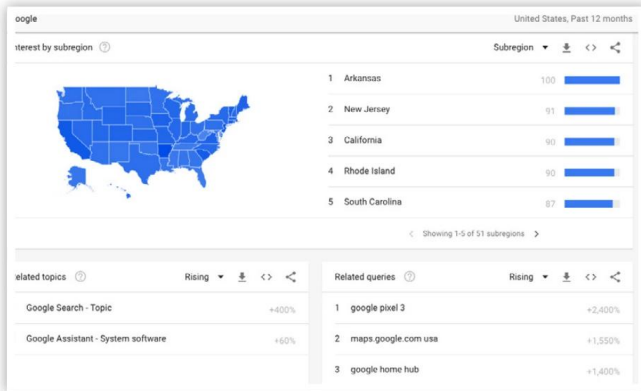 oogle
United States, Past 12 months
nterest by subregion
Subregion
1 Arkansas 100
2 New Jersey 91
3 California 90
4 Rhode Island 90
5 South Carolina 87
Showing 1-5 of 51 subregions
elated topics
Rising
Google Search - Topic +400%
Google Assistant - System software +60%
Related queries
Rising
1 google pixel 3 +2,400%
2 maps.google.com usa +1,550%
3 google home hub +1,400%